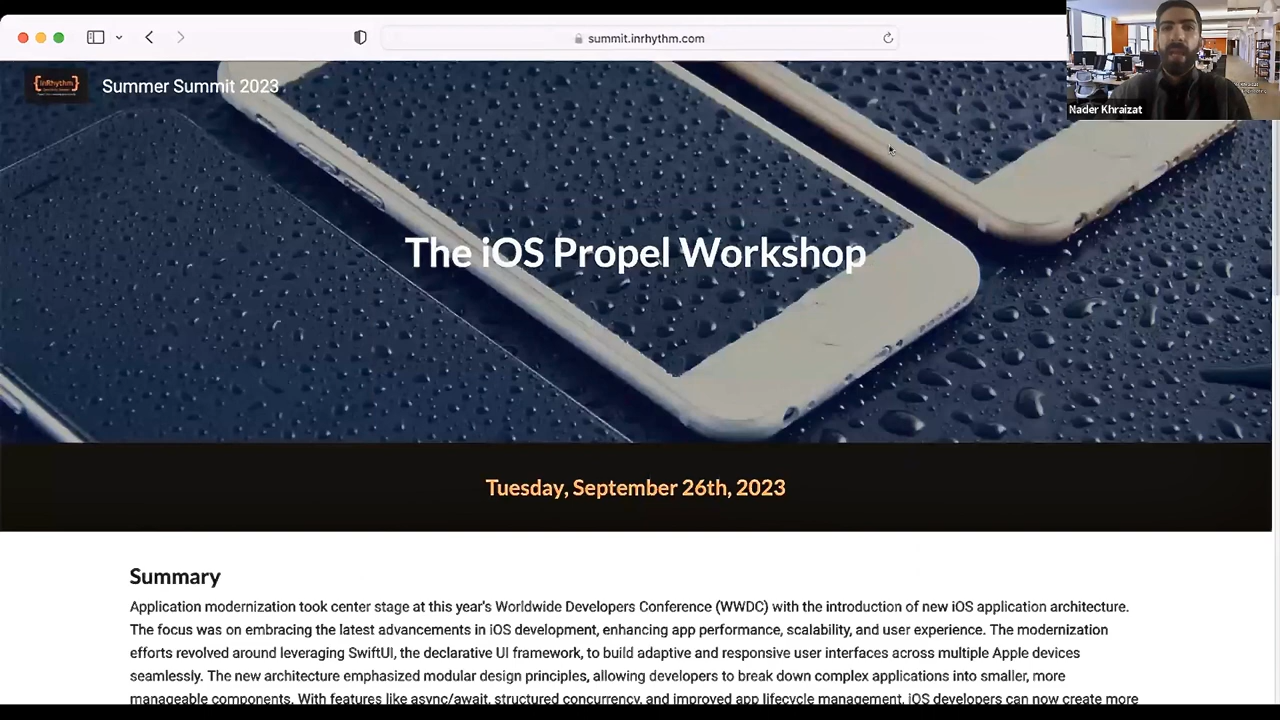 summit.inrhythm.com
Nader Khraizat
{inRhythm}
Summer Summit 2023
The iOS Propel Workshop
Tuesday, September 26th, 2023
Summary
Application modernization took center stage at this year's Worldwide Developers Conference (WWDC) with the introduction of new iOS application architecture.
The focus was on embracing the latest advancements in iOS development, enhancing app performance, scalability, and user experience. The modernization
efforts revolved around leveraging SwiftUI, the declarative UI framework, to build adaptive and responsive user interfaces across multiple Apple devices
seamlessly. The new architecture emphasized modular design principles, allowing developers to break down complex applications into smaller, more
manageable components. With features like async/await, structured concurrency, and improved app lifecycle management, iOS developers can now create more